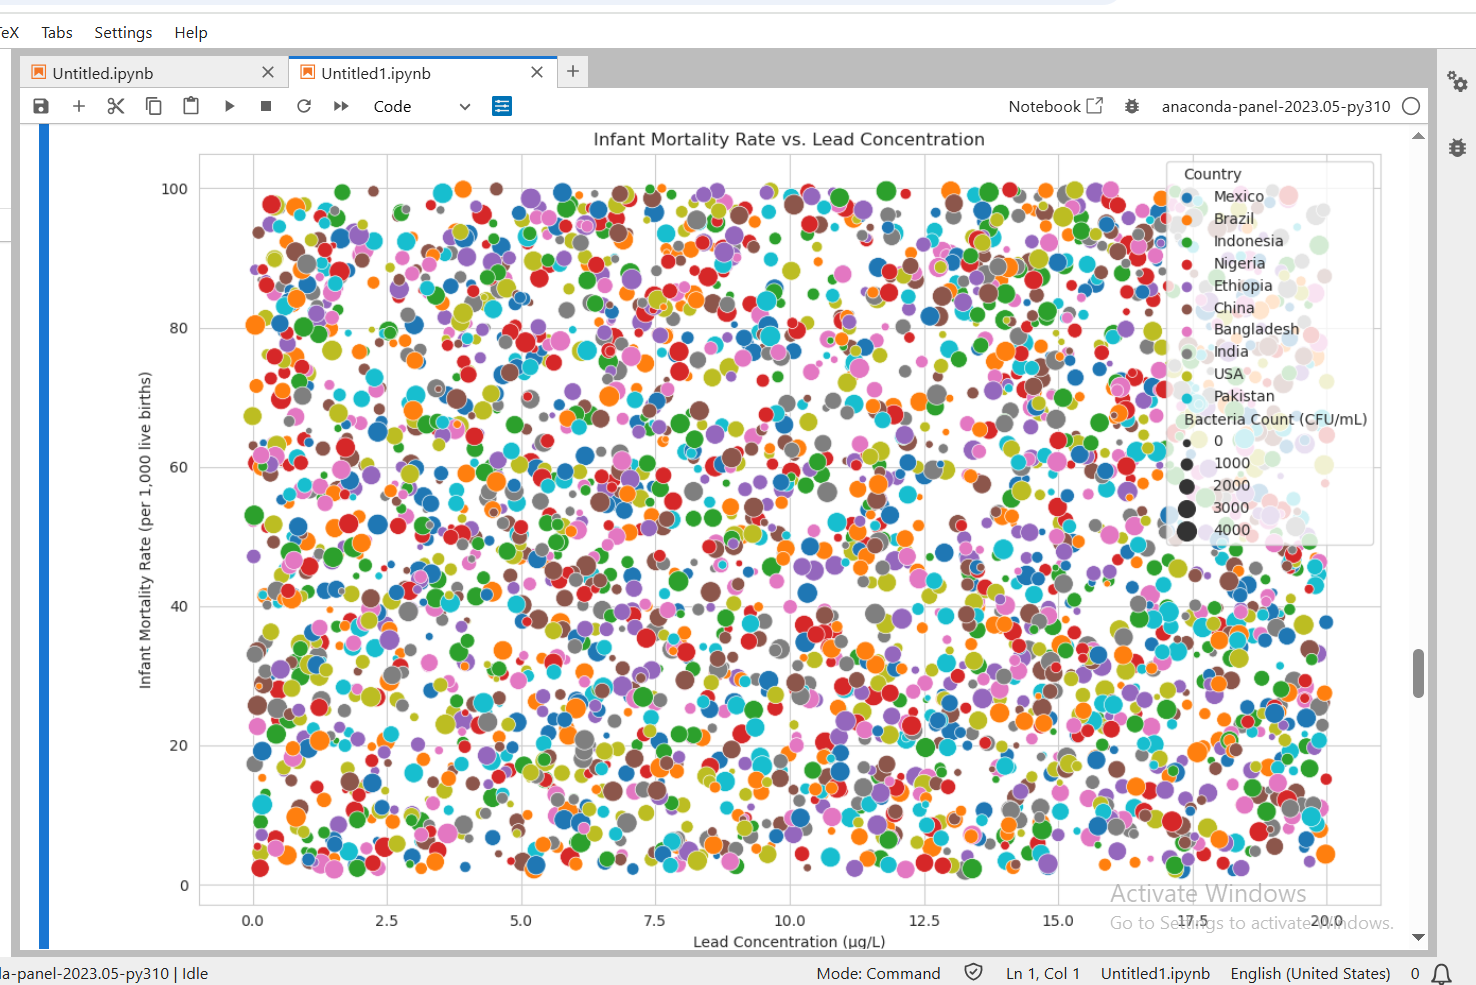 eX Tabs Settings Help
Untitled.ipynb
Untitled1.ipynb
Code
Notebook
anaconda-panel-2023.05-py310
Infant Mortality Rate vs. Lead Concentration
Infant Mortality Rate (per 1,000 live births)
100
80
60
40
20
0
Country
Mexico
Brazil
Indonesia
Nigeria
Ethiopia
China
Bangladesh
India
USA
Pakistan
Bacteria Count (CFU/mL)
0
1000
2000
3000
4000
0.0 2.5 5.0 7.5 10.0 12.5 15.0 17.5 20.0
Lead Concentration (µg/L)
Activate Windows
Go to Settings to activate Windows.
da-panel-2023.05-py310 | Idle
Mode: Command
Ln 1, Col 1
Untitled1.ipynb
English (United States)
0